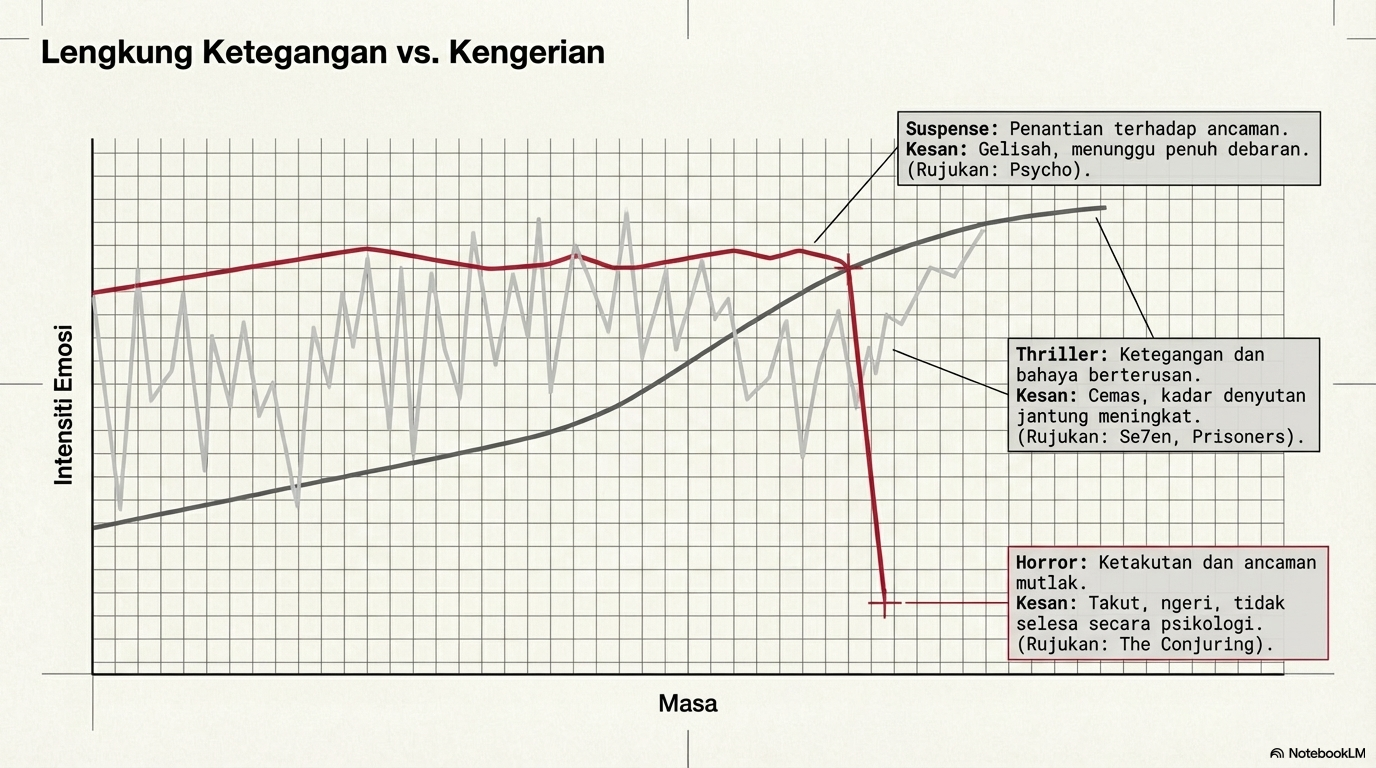 Lengkung Ketegangan vs. Kengerian
Suspense: Penantian terhadap ancaman.
Kesan: Gelisah, menunggu penuh debaran.
(Rujukan: Psycho).
Intensiti Emosi
Thriller: Ketegangan dan
bahaya berterusan.
Kesan: Cemas, kadar denyutan
jantung meningkat.
(Rujukan: Se7en, Prisoners).
Horror: Ketakutan dan ancaman
mutlak.
Kesan: Takut, ngeri, tidak
selesa secara psikologi.
(Rujukan: The Conjuring).
Masa
NotebookLM